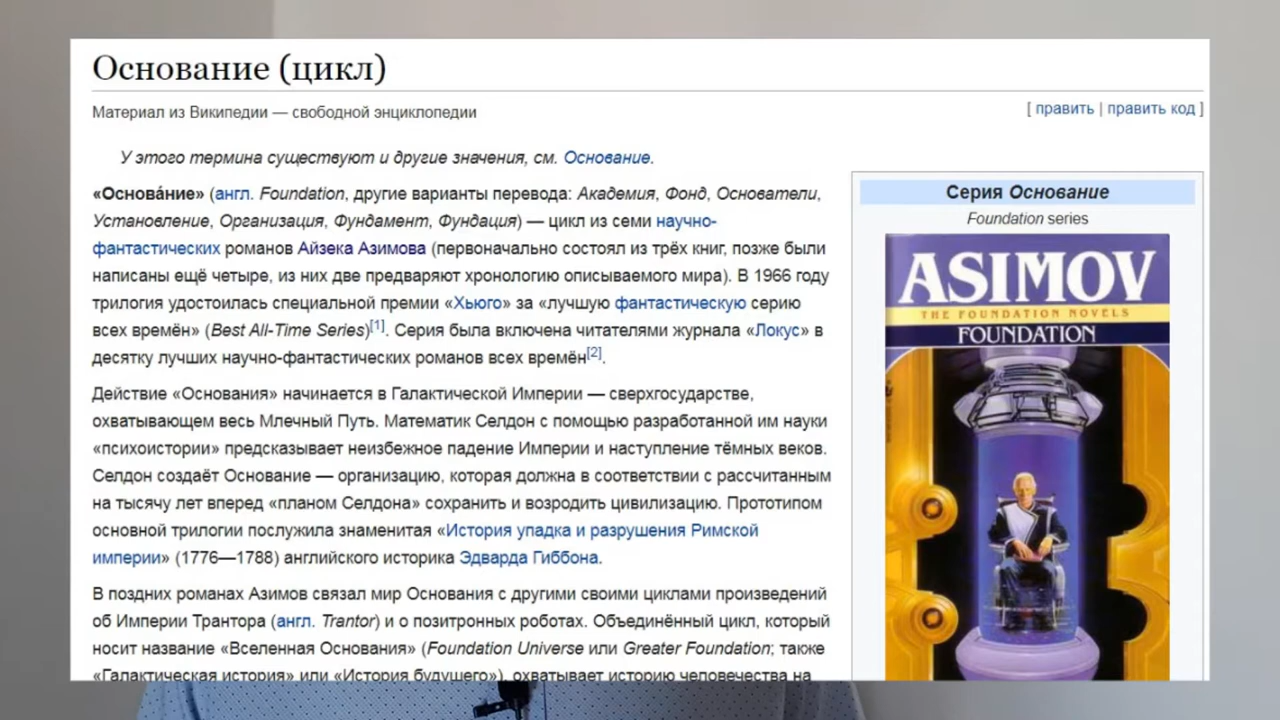 Основание (цикл)
Материал из Википедии — свободной энциклопедии
[ править | править код ]
У этого термина существуют и другие значения, см. Основание.
«Основа́ние» (англ. Foundation, другие варианты перевода: Академия, Фонд, Основатели,
Установление, Организация, Фундамент, Фундация) — цикл из семи научно-
фантастических романов Айзека Азимова (первоначально состоял из трёх книг, позже были
написаны ещё четыре, из них две предваряют хронологию описываемого мира). В 1966 году
трилогия удостоилась специальной премии «Хьюго» за «лучшую фантастическую серию
всех времён» (Best All-Time Series)[1]. Серия была включена читателями журнала «Локус» в
десятку лучших научно-фантастических романов всех времён[2].
Действие «Основания» начинается в Галактической Империи — сверхгосударстве,
охватывающем весь Млечный Путь. Математик Селдон с помощью разработанной им науки
«психоистории» предсказывает неизбежное падение Империи и наступление тёмных веков.
Селдон создаёт Основание — организацию, которая должна в соответствии с рассчитанным
на тысячу лет вперед «планом Селдона» сохранить и возродить цивилизацию. Прототипом
основной трилогии послужила знаменитая «История упадка и разрушения Римской
империи» (1776—1788) английского историка Эдварда Гиббона.
В поздних романах Азимов связал мир Основания с другими своими циклами произведений
об Империи Трантора (англ. Trantor) и о позитронных роботах. Объединённый цикл, который
носит название «Вселенная Основания» (Foundation Universe или Greater Foundation; также
«Галактическая история» или «История будущего»), охватывает историю человечества на
Серия Основание
Foundation series
ASIMOV
THE FOUNDATION NOVELS
FOUNDATION